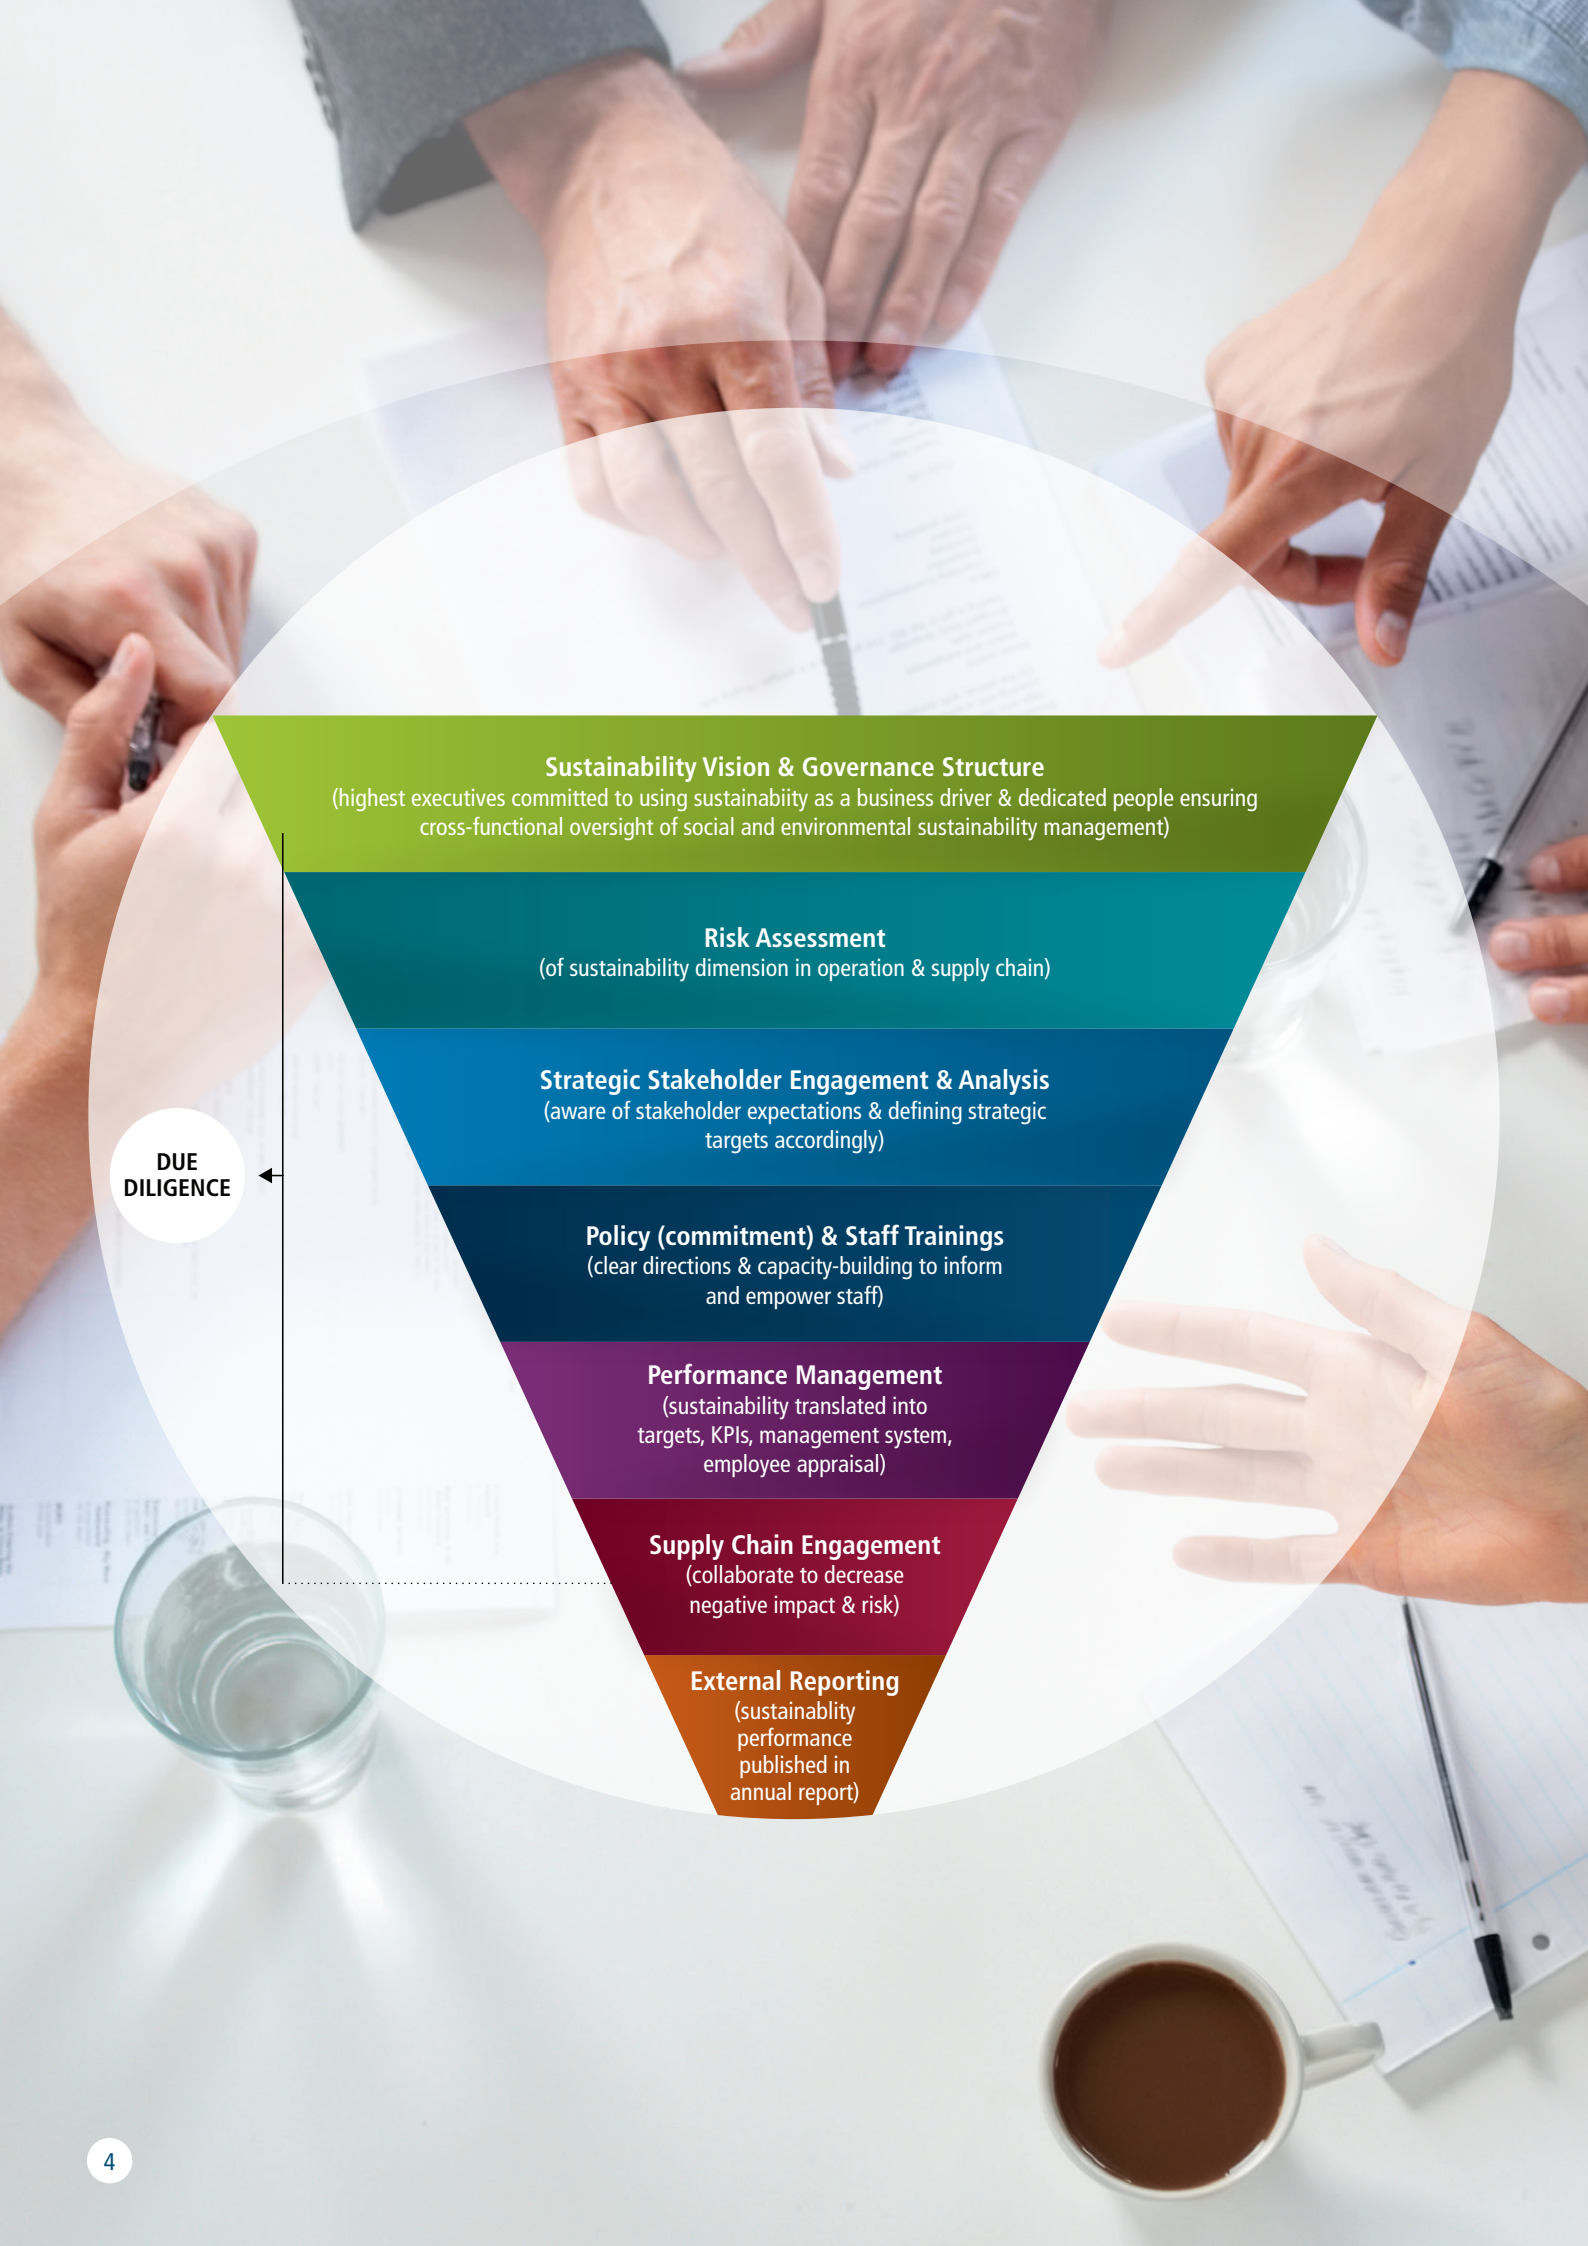 Sustainability Vision & Governance Structure
(highest executives committed to using sustainabiity as a business driver & dedicated people ensuring
cross-functional oversight of social and environmental sustainability management)
Risk Assessment
(of sustainability dimension in operation & supply chain)
Strategic Stakeholder Engagement & Analysis
(aware of stakeholder expectations & defining strategic
targets accordingly)
DUE
DILIGENCE
Policy (commitment) & Staff Trainings
(clear directions & capacity-building to inform
and empower staff)
Performance Management
(sustainability translated into
targets, KPIs, management system,
employee appraisal)
Supply Chain Engagement
(collaborate to decrease
negative impact & risk)
External Reporting
(sustainablity
performance
published in
annual report)
4